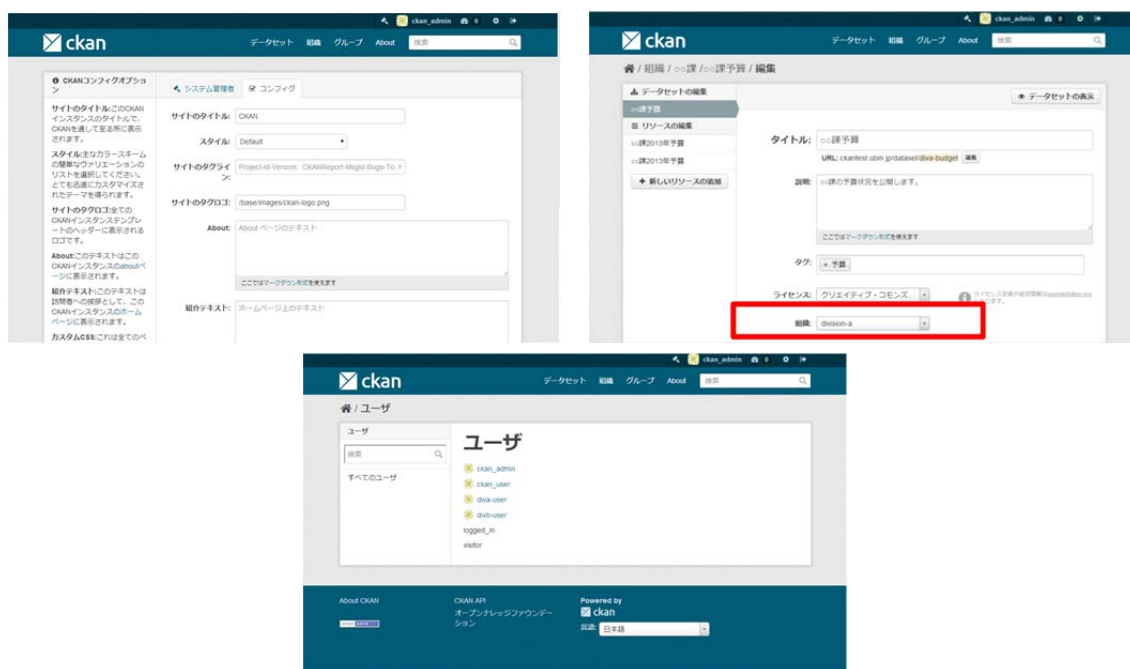 ckan_admin 0
ckan
データセット 組織 グループ About 検索
CKANコンフィグオプション
サイトのタイトル:このCKAN
インスタンスのタイトルで、
CKANを通して至る所に表示
されます。
スタイル:主なカラースキーム
の簡単なヴァリエーションの
リストを選択してください。
とても迅速にカスタマイズさ
れたテーマを得られます。
サイトのタグロゴ:全ての
CKANインスタンステンプレ
ートのヘッダーに表示される
ロゴです。
About:このテキストはこの
CKANインスタンスのaboutペ
ージに表示されます。
紹介テキスト:このテキストは
訪問者への挨拶として、この
CKANインスタンスのホーム
ページに表示されます。
カスタムCSS:これは全てのペ
システム管理者 コンフィグ
サイトのタイトル: CKAN
スタイル: Default
サイトのタグライ
ン: Project-Id-Version: CKANReport-Msgid-Bugs-To:
サイトのタグロゴ: /base/images/ckan-logo.png
About: About ページのテキスト
ここではマークダウン形式を使えます
紹介テキスト: ホームページ上のテキスト
ckan_admin 0
ckan
データセット 組織 グループ About 検索
/ 組織 / ○○課 /○○課予算 / 編集
データセットの編集
○○課予算
リソースの編集
○○課2013年予算
○○課2013年予算
+ 新しいリソースの追加
データセットの表示
タイトル: ○○課予算
URL: ckantest.ubin.jp/dataset/diva-budget 編集
説明: ○○課の予算状況を公開します。
ここではマークダウン形式を使えます
タグ: × 予算
ライセンス: クリエイティブ・コモンズ...
組織: division-a
ckan_admin 0
ckan
データセット 組織 グループ About 検索
/ ユーザ
ユーザ
検索
すべてのユーザ
ユーザ
ckan_admin
ckan_user
diva-user
divb-user
logged_in
visitor
About CKAN
CKAN API
オープンナレッジファウンデー
ション
Powered by
ckan
言語: 日本語